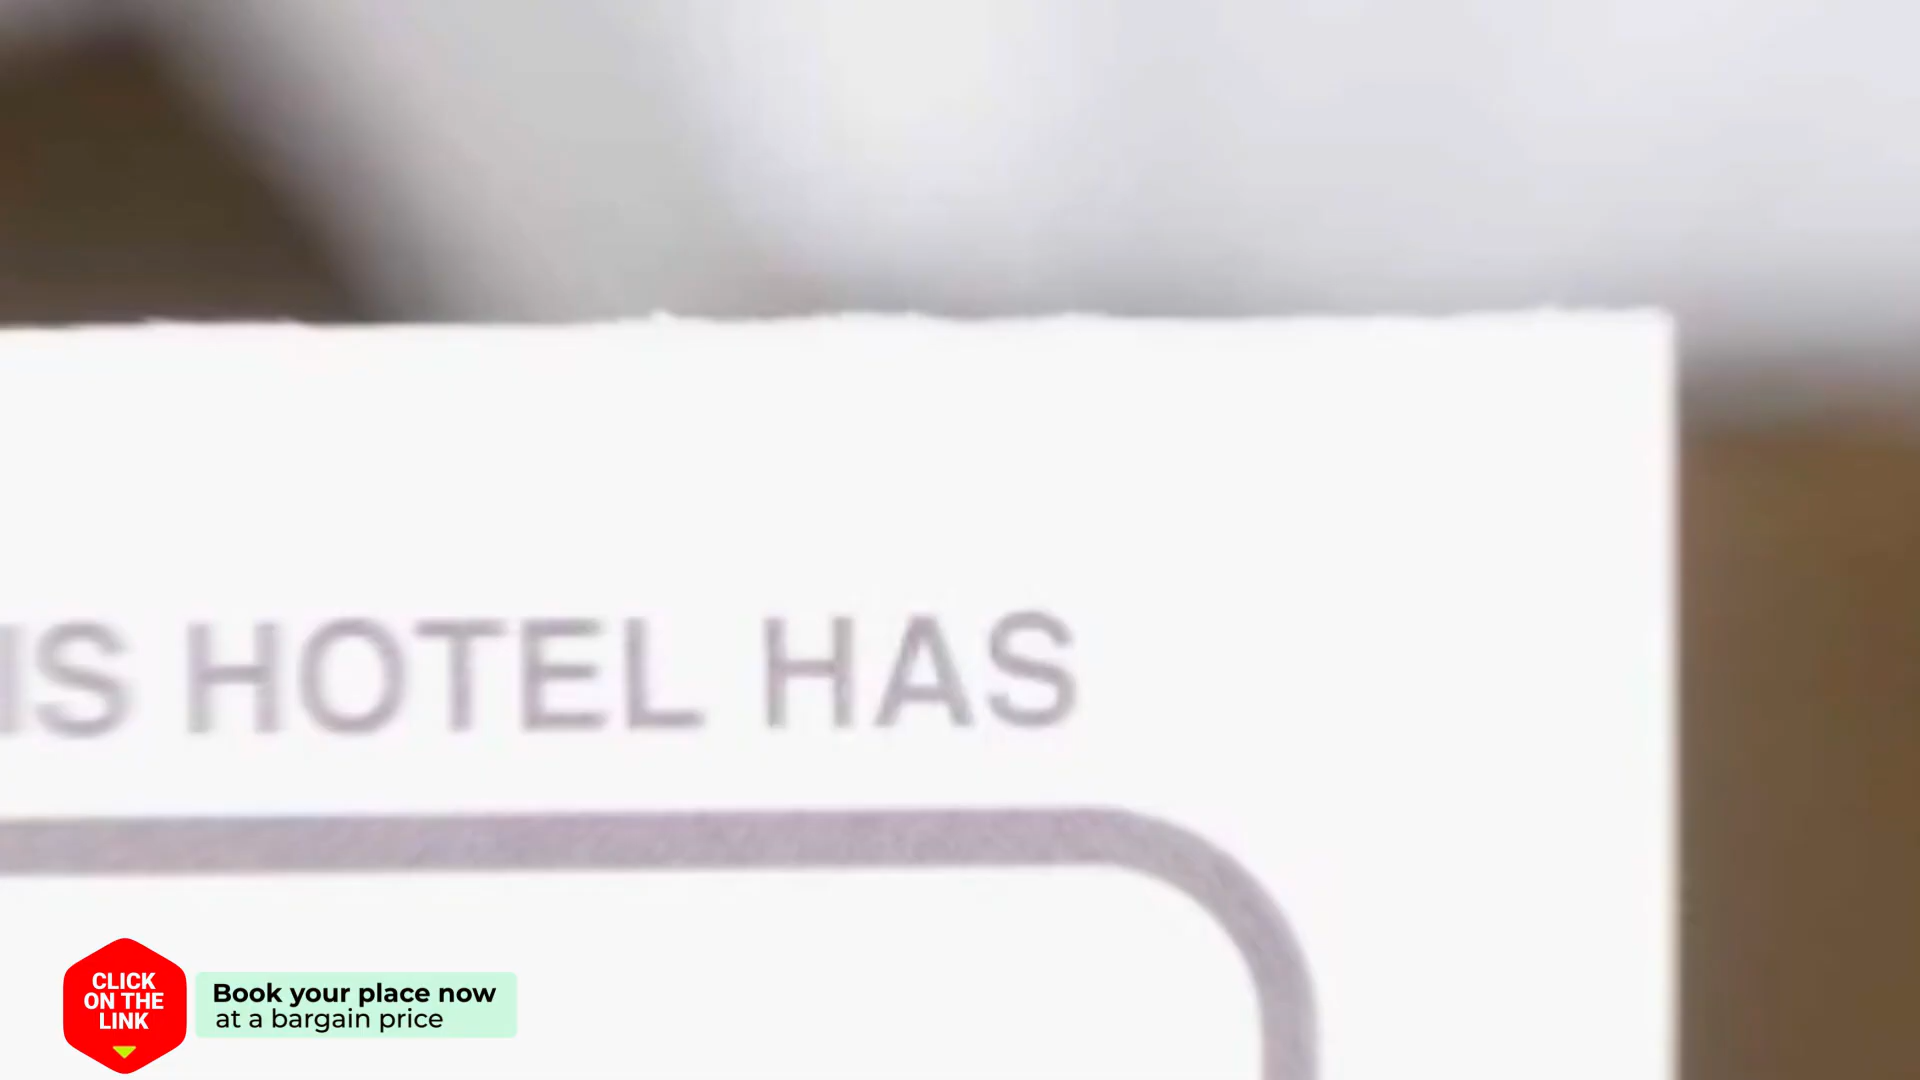 HOTEL HAS
CLICK
ON THE
LINK
Book your place now
at a bargain price